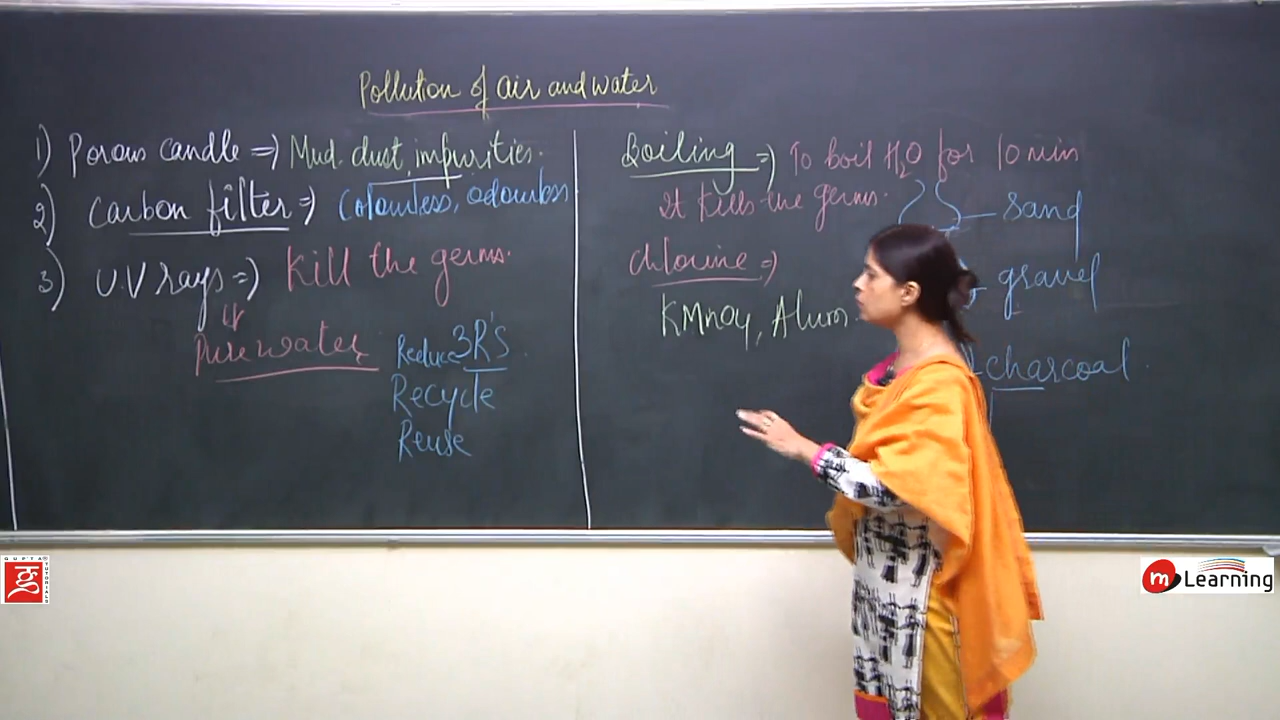 Pollution of air and water
1) Porous candle => Mud. dust, impurities.
2) Carbon filter => Colourless, odourless
3) U.V rays => Kill the germs.
Pure water
3R's
Reduce
Recycle
Reuse
Boiling => To boil H2O for 10 min
It kills the germs.
Chlorine =>
KMnO4, Alum.
sand
gravel
charcoal
GUPTA TUTORIALS
m Learning